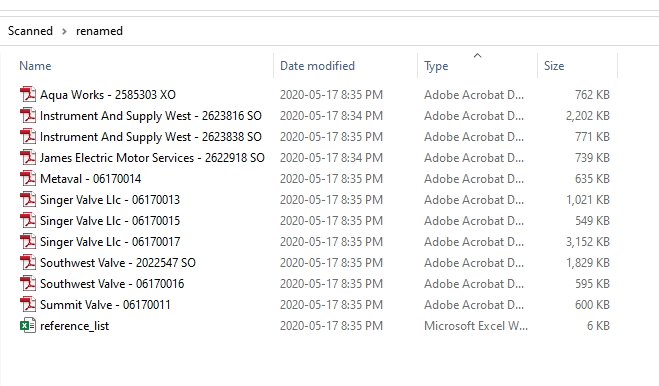 Scanned > renamed
Name Date modified Type Size
Aqua Works - 2585303 XO 2020-05-17 8:35 PM Adobe Acrobat D... 762 KB
Instrument And Supply West - 2623816 SO 2020-05-17 8:34 PM Adobe Acrobat D... 2,202 KB
Instrument And Supply West - 2623838 SO 2020-05-17 8:35 PM Adobe Acrobat D... 771 KB
James Electric Motor Services - 2622918 SO 2020-05-17 8:34 PM Adobe Acrobat D... 739 KB
Metaval - 06170014 2020-05-17 8:35 PM Adobe Acrobat D... 635 KB
Singer Valve Llc - 06170013 2020-05-17 8:35 PM Adobe Acrobat D... 1,021 KB
Singer Valve Llc - 06170015 2020-05-17 8:35 PM Adobe Acrobat D... 549 KB
Singer Valve Llc - 06170017 2020-05-17 8:35 PM Adobe Acrobat D... 3,152 KB
Southwest Valve - 2022547 SO 2020-05-17 8:35 PM Adobe Acrobat D... 1,829 KB
Southwest Valve - 06170016 2020-05-17 8:35 PM Adobe Acrobat D... 595 KB
Summit Valve - 06170011 2020-05-17 8:35 PM Adobe Acrobat D... 600 KB
reference_list 2020-05-17 8:35 PM Microsoft Excel W... 6 KB